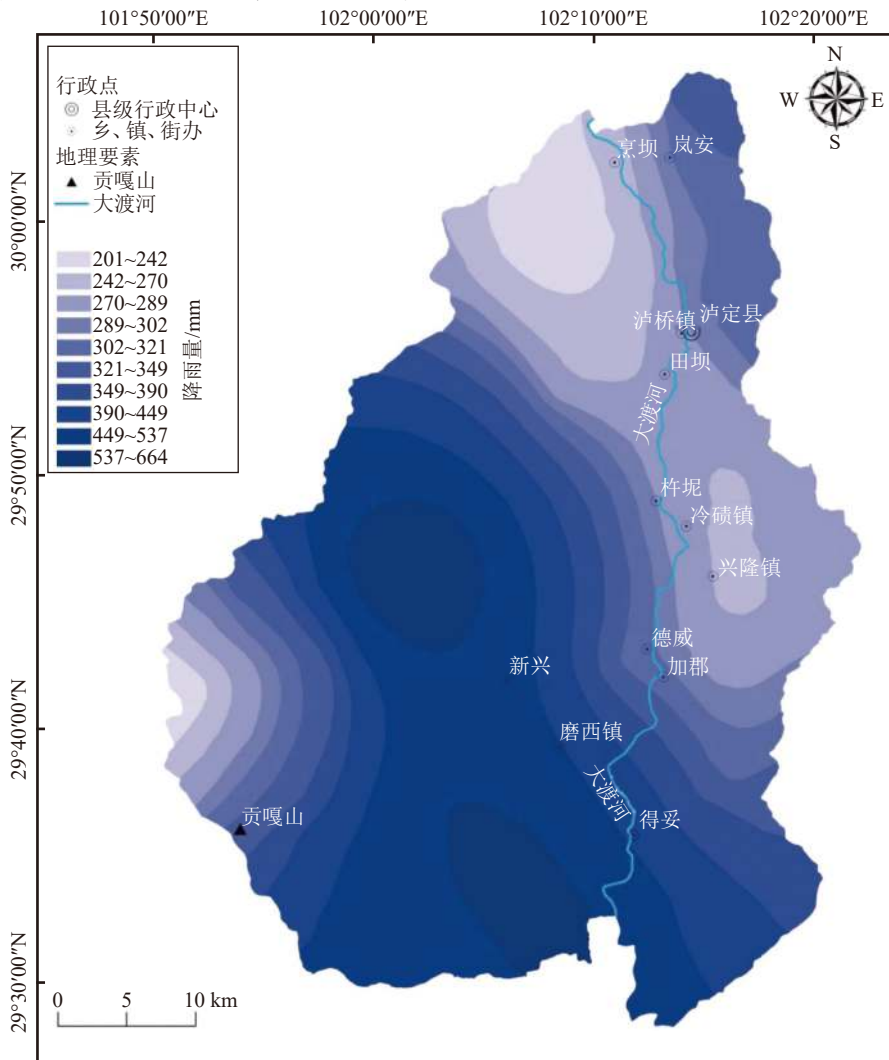 101°50′00″E
102°00′00″E
102°10′00″E
102°20′00″E
30°00′00″N
29°50′00″N
29°40′00″N
29°30′00″N
N
W
E
S
行政点
县级行政中心
乡、镇、街办
地理要素
贡嘎山
大渡河
201~242
242~270
270~289
289~302
302~321
321~349
349~390
390~449
449~537
537~664
降雨量/mm
烹坝
岚安
泸桥镇
泸定县
田坝
大渡河
杵坭
冷碛镇
兴隆镇
德威
加郡
新兴
磨西镇
大渡河
得妥
贡嘎山
0 5 10 km